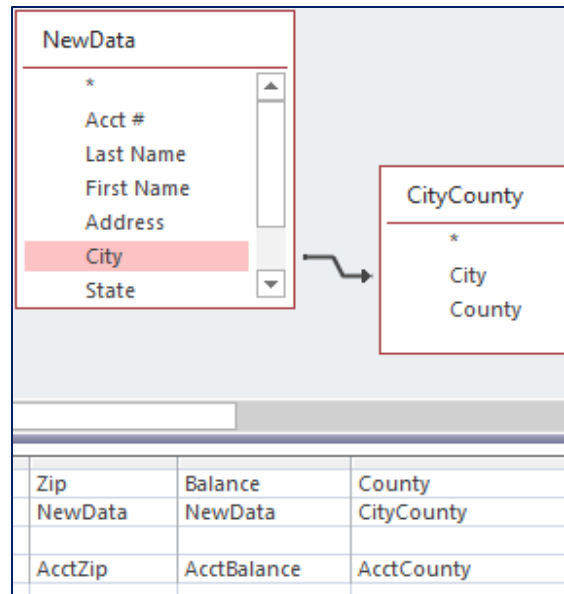 NewData
*
Acct #
Last Name
First Name
Address
City
State
CityCounty
*
City
County
Zip Balance County
NewData NewData CityCounty
AcctZip AcctBalance AcctCounty